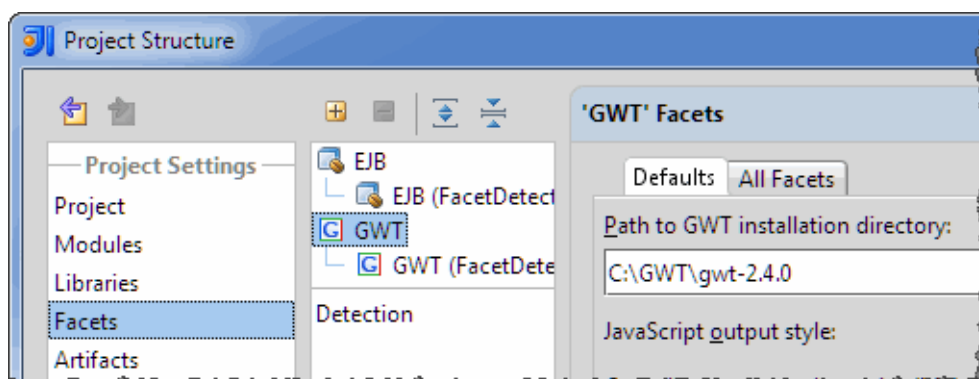 Project Structure
Project Settings
Project
Modules
Libraries
Facets
Artifacts
EJB
EJB (FacetDetect
GWT
GWT (FacetDete
Detection
'GWT' Facets
Defaults
All Facets
Path to GWT installation directory:
C:\GWT\gwt-2.4.0
JavaScript output style: